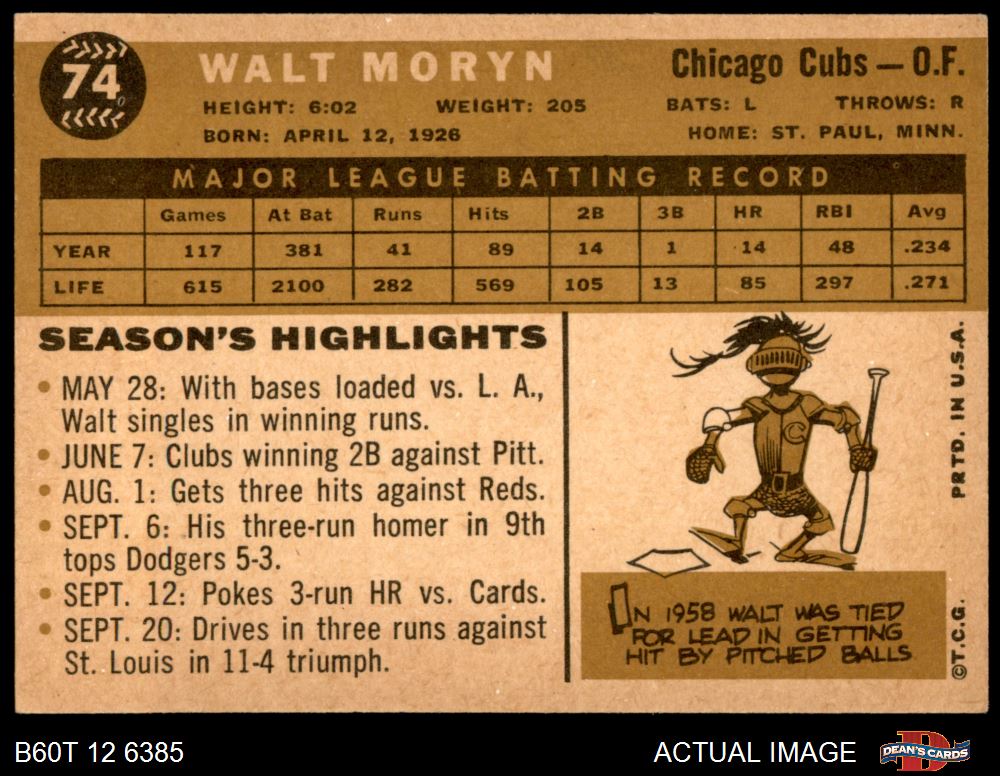 74
WALT MORYN
Chicago Cubs — O.F.
HEIGHT: 6:02 WEIGHT: 205 BATS: L THROWS: R
BORN: APRIL 12, 1926 HOME: ST. PAUL, MINN.
MAJOR LEAGUE BATTING RECORD
Games At Bat Runs Hits 2B 3B HR RBI Avg
YEAR 117 381 41 89 14 1 14 48 .234
LIFE 615 2100 282 569 105 13 85 297 .271
SEASON'S HIGHLIGHTS
• MAY 28: With bases loaded vs. L. A.,
Walt singles in winning runs.
• JUNE 7: Clubs winning 2B against Pitt.
• AUG. 1: Gets three hits against Reds.
• SEPT. 6: His three-run homer in 9th
tops Dodgers 5-3.
• SEPT. 12: Pokes 3-run HR vs. Cards.
• SEPT. 20: Drives in three runs against
St. Louis in 11-4 triumph.
C
IN 1958 WALT WAS TIED
FOR LEAD IN GETTING
HIT BY PITCHED BALLS
©T.C.G. PRTD. IN U.S.A.
B60T 12 6385
ACTUAL IMAGE
D
DEAN'S CARDS